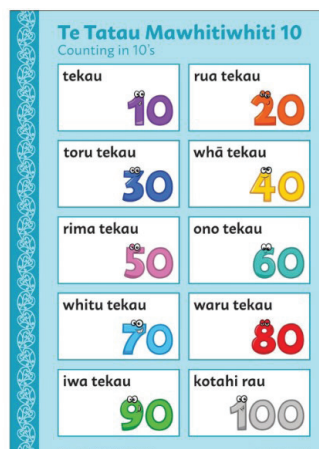 Te Tatau Mawhitiwhiti 10
Counting in 10's
tekau
10
rua tekau
20
toru tekau
30
whā tekau
40
rima tekau
50
ono tekau
60
whitu tekau
70
waru tekau
80
iwa tekau
90
kotahi rau
100